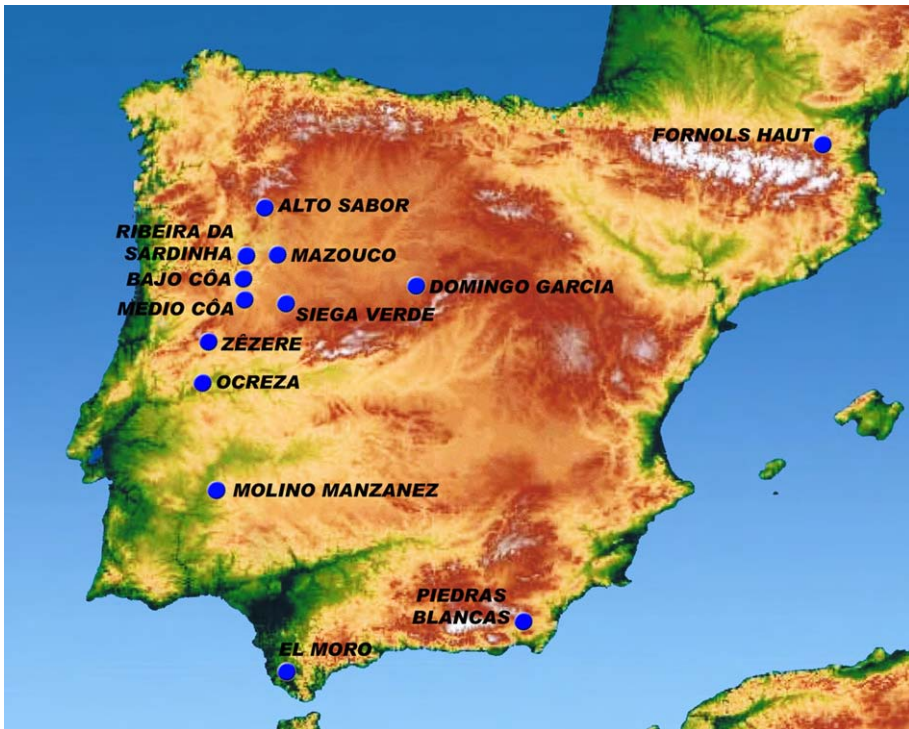 FORNOLS HAUT
ALTO SABOR
RIBEIRA DA
SARDINHA
MAZOUCO
BAJO CÔA
DOMINGO GARCIA
MEDIO CÔA
SIEGA VERDE
ZÊZERE
OCREZA
MOLINO MANZANEZ
PIEDRAS
BLANCAS
EL MORO